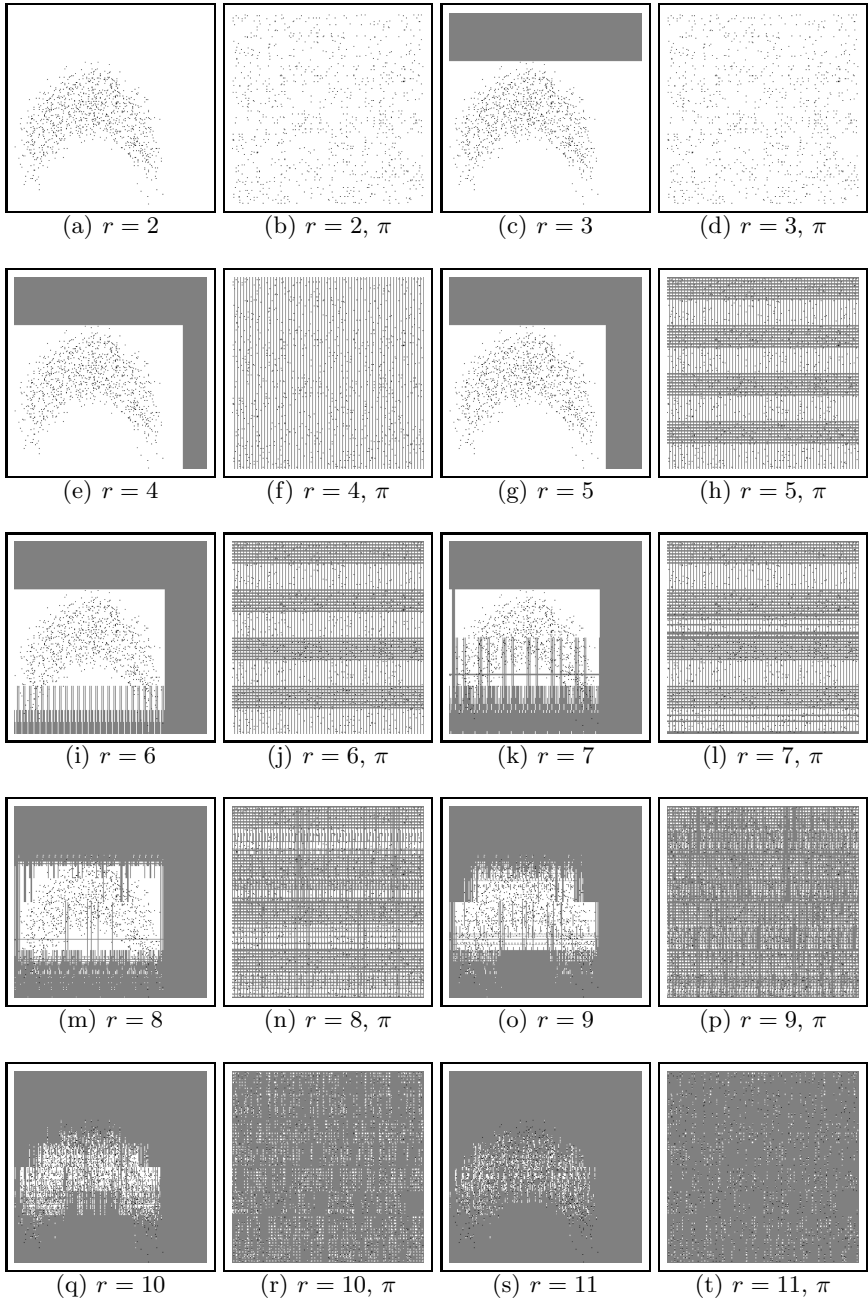 (a) r = 2 (b) r = 2, π (c) r = 3 (d) r = 3, π
(e) r = 4 (f) r = 4, π (g) r = 5 (h) r = 5, π
(i) r = 6 (j) r = 6, π (k) r = 7 (l) r = 7, π
(m) r = 8 (n) r = 8, π (o) r = 9 (p) r = 9, π
(q) r = 10 (r) r = 10, π (s) r = 11 (t) r = 11, π